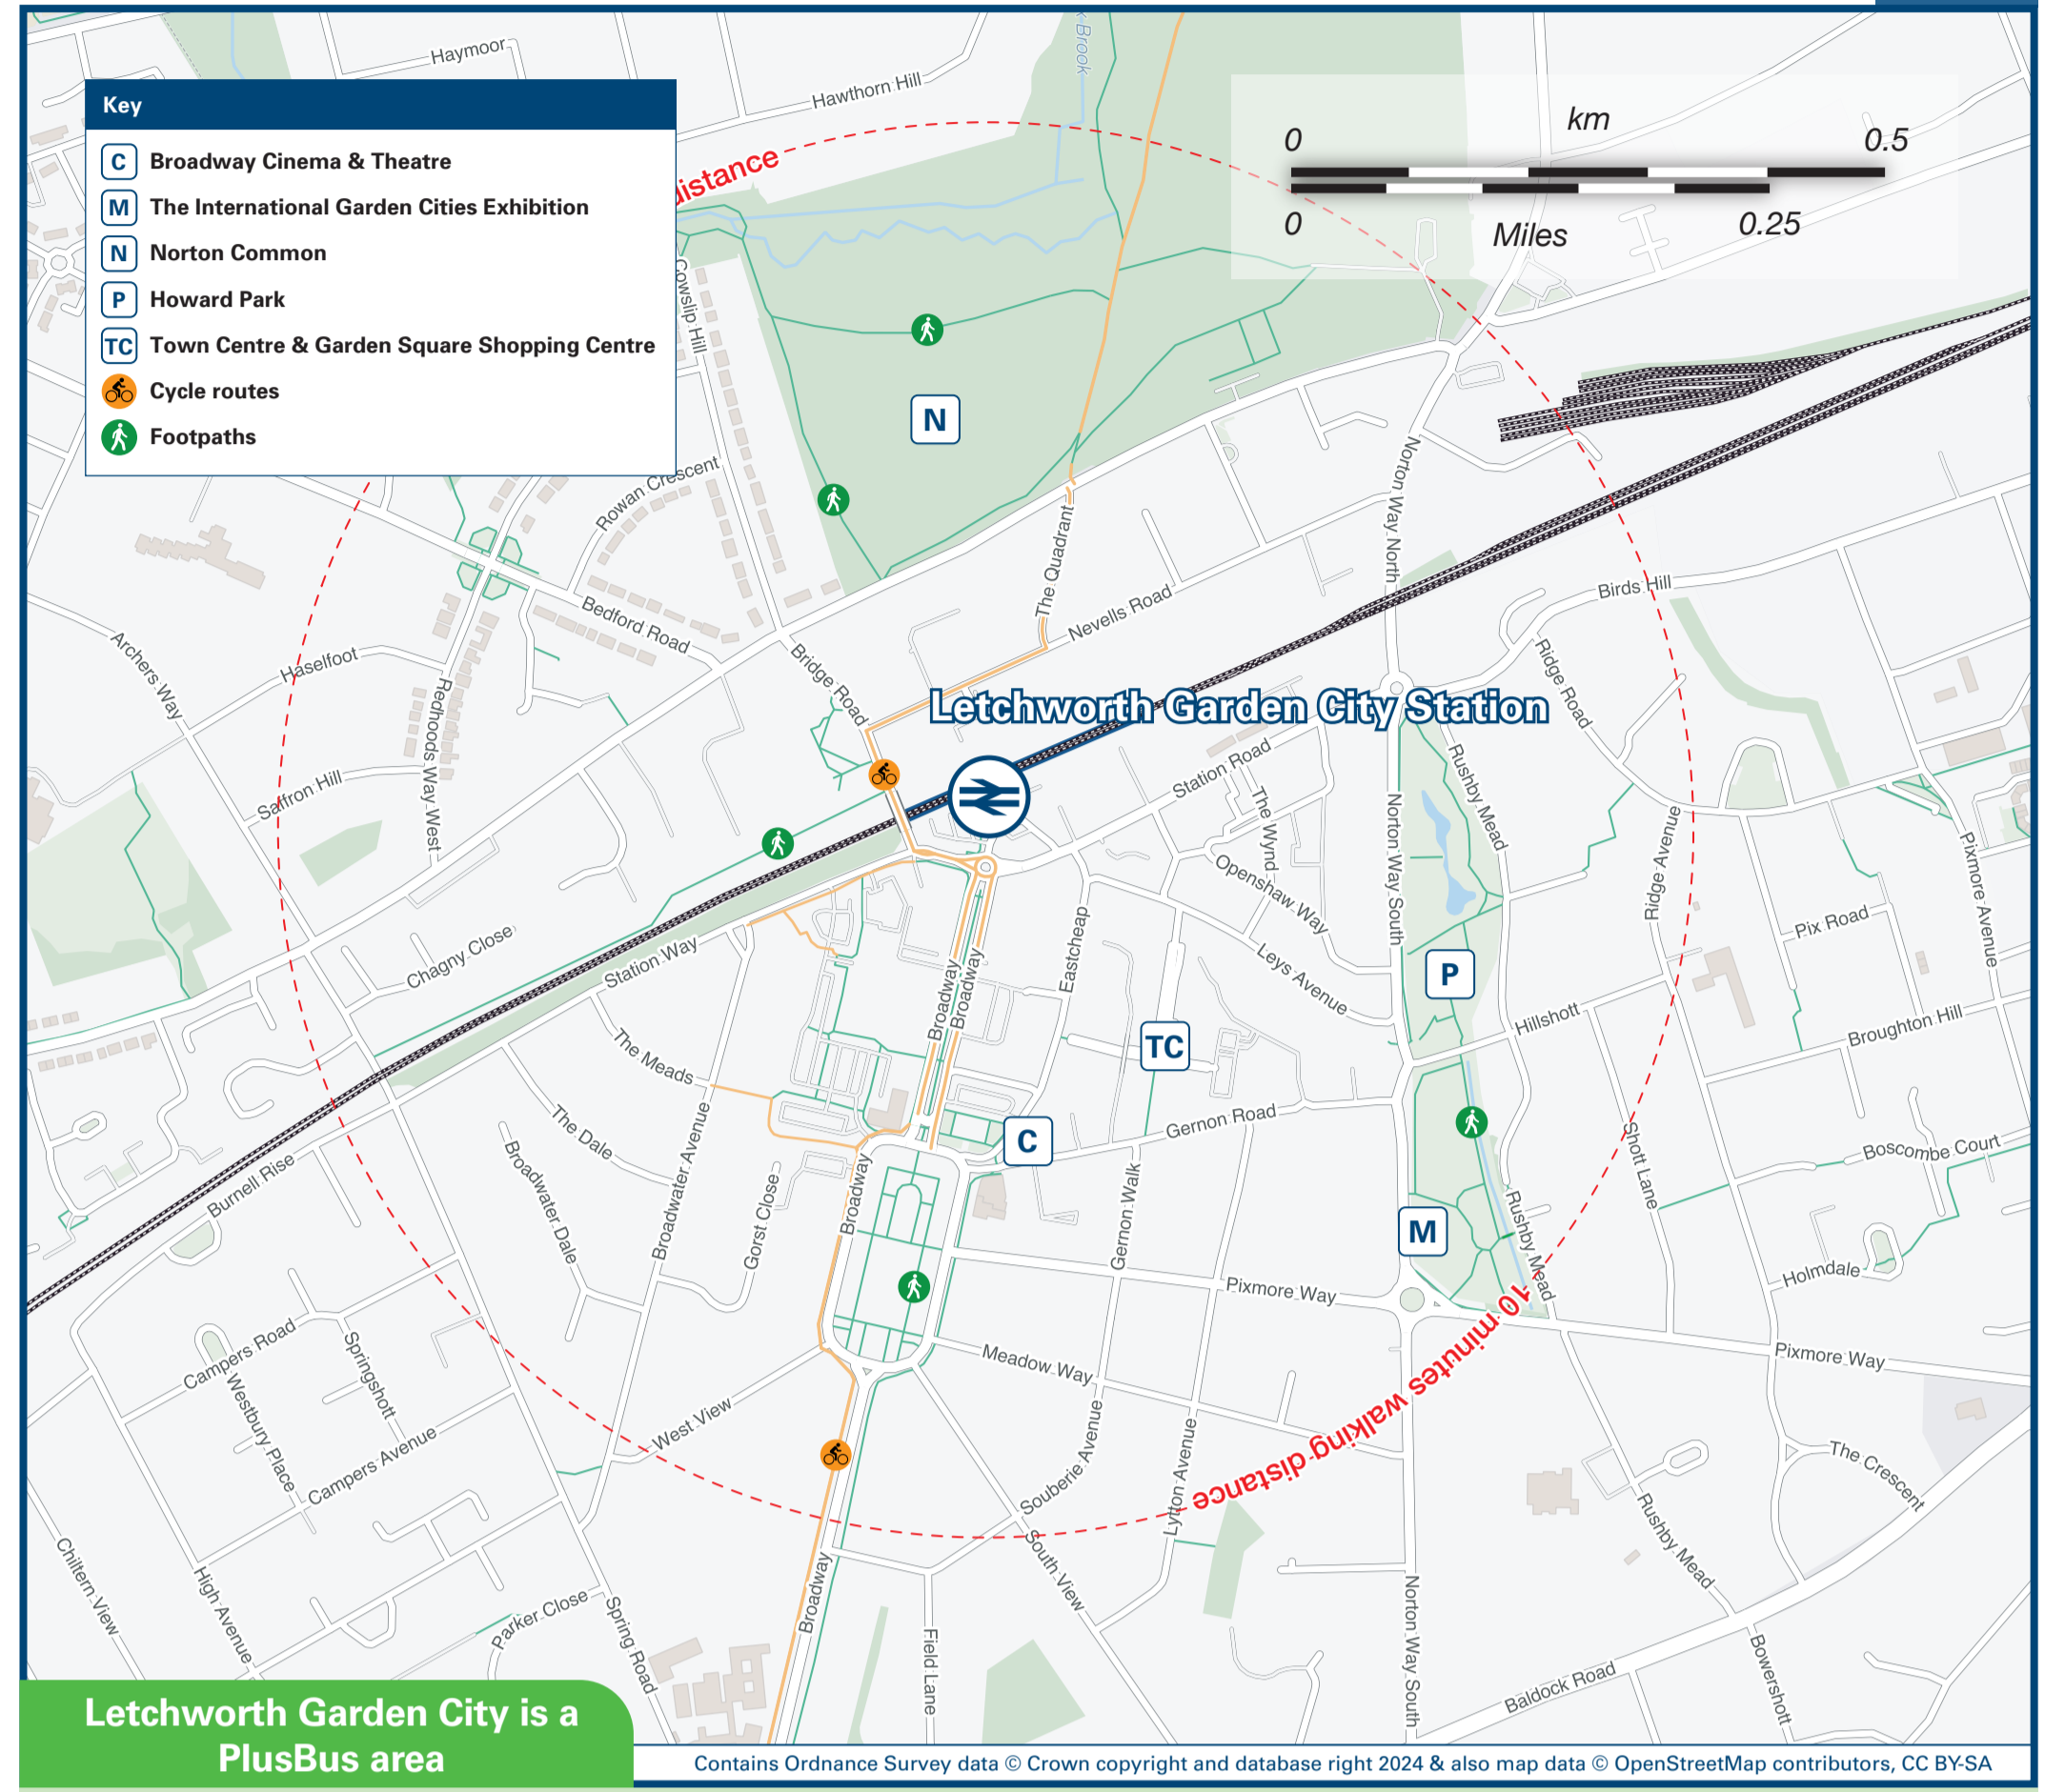 Haymoor
Hawthorn Hill
Brook
Key
C Broadway Cinema & Theatre
M The International Garden Cities Exhibition
N Norton Common
P Howard Park
TC Town Centre & Garden Square Shopping Centre
Cycle routes
Footpaths
km
0 0.5
0 0.25
Miles
distance
Cowslip Hill
N
Rowan Crescent
Norton Way North
The Quadrant
Nevells Road
Birds Hill
Bedford Road
Bridge Road
Archers Way
Haselfoot
Redhoods Way West
Saffron Hill
Ridge Road
Letchworth Garden City Station
Station Road
Rushby Mead
The Wynd
Norton Way South
Openshaw Way
Ridge Avenue
Pixmore Avenue
Pix Road
Chagny Close
Station Way
Broadway
Broadway
Eastcheap
Leys Avenue
P
TC
Hillshott
Broughton Hill
The Meads
The Dale
Broadwater Avenue
Broadwater Dale
Gorst Close
Broadway
C
Gernon Road
Gernon Walk
Shott Lane
Boscombe Court
Burnell Rise
M
Rushby Mead
Holmdale
Pixmore Way
10 minutes walking distance
Pixmore Way
Meadow Way
Campers Road
Springshott
Westbury Place
Campers Avenue
West View
Souberie Avenue
Lytton Avenue
The Crescent
Rushby Mead
Chiltern View
High Avenue
Parker Close
Spring Road
Broadway
Field Lane
South View
Norton Way South
Baldock Road
Bowershott
Letchworth Garden City is a
PlusBus area
Contains Ordnance Survey data © Crown copyright and database right 2024 & also map data © OpenStreetMap contributors, CC BY-SA